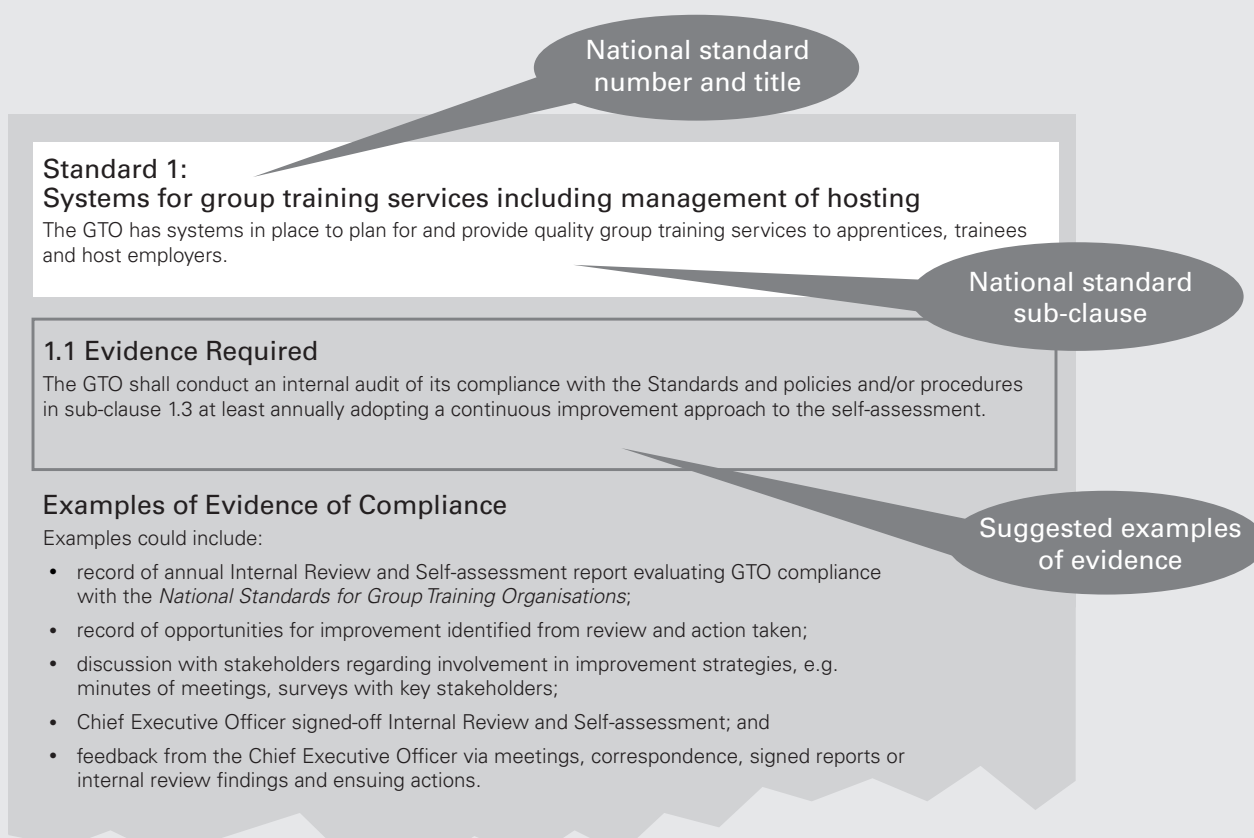 National standard
number and title
Standard 1:
Systems for group training services including management of hosting
The GTO has systems in place to plan for and provide quality group training services to apprentices, trainees
and host employers.
National standard
sub-clause
1.1 Evidence Required
The GTO shall conduct an internal audit of its compliance with the Standards and policies and/or procedures
in sub-clause 1.3 at least annually adopting a continuous improvement approach to the self-assessment.
Suggested examples
of evidence
Examples of Evidence of Compliance
Examples could include:
• record of annual Internal Review and Self-assessment report evaluating GTO compliance
with the National Standards for Group Training Organisations;
• record of opportunities for improvement identified from review and action taken;
• discussion with stakeholders regarding involvement in improvement strategies, e.g.
minutes of meetings, surveys with key stakeholders;
• Chief Executive Officer signed-off Internal Review and Self-assessment; and
• feedback from the Chief Executive Officer via meetings, correspondence, signed reports or
internal review findings and ensuing actions.